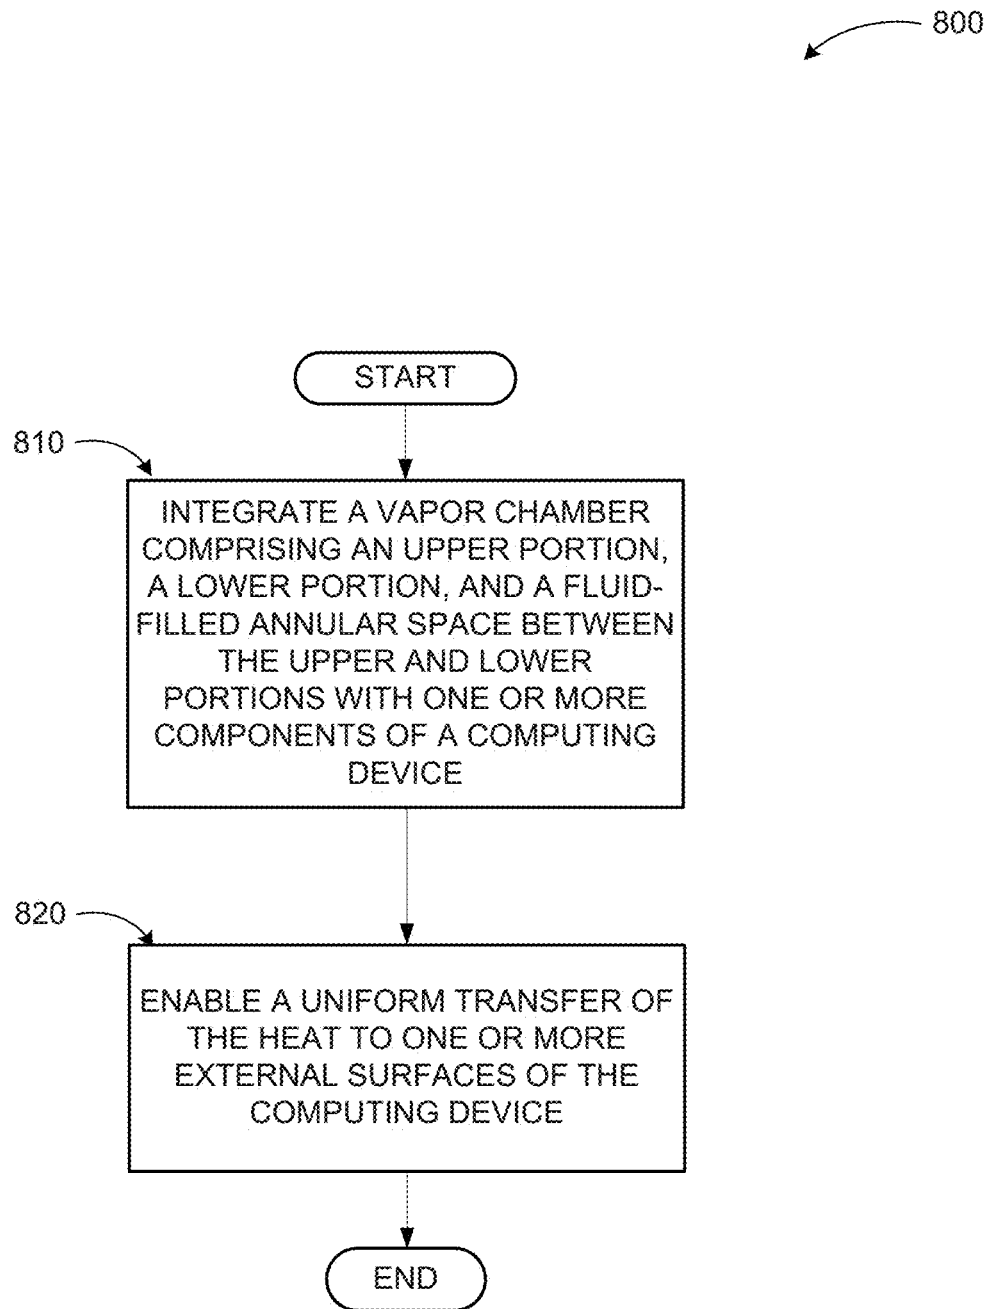 800
START
810
INTEGRATE A VAPOR CHAMBER
COMPRISING AN UPPER PORTION,
A LOWER PORTION, AND A FLUID-
FILLED ANNULAR SPACE BETWEEN
THE UPPER AND LOWER
PORTIONS WITH ONE OR MORE
COMPONENTS OF A COMPUTING
DEVICE
820
ENABLE A UNIFORM TRANSFER OF
THE HEAT TO ONE OR MORE
EXTERNAL SURFACES OF THE
COMPUTING DEVICE
END